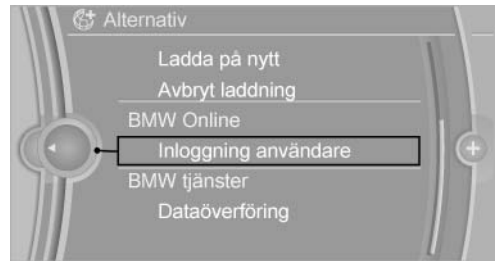 Alternativ
Ladda på nytt
Avbryt laddning
BMW Online
Inloggning användare
BMW tjänster
Dataöverföring